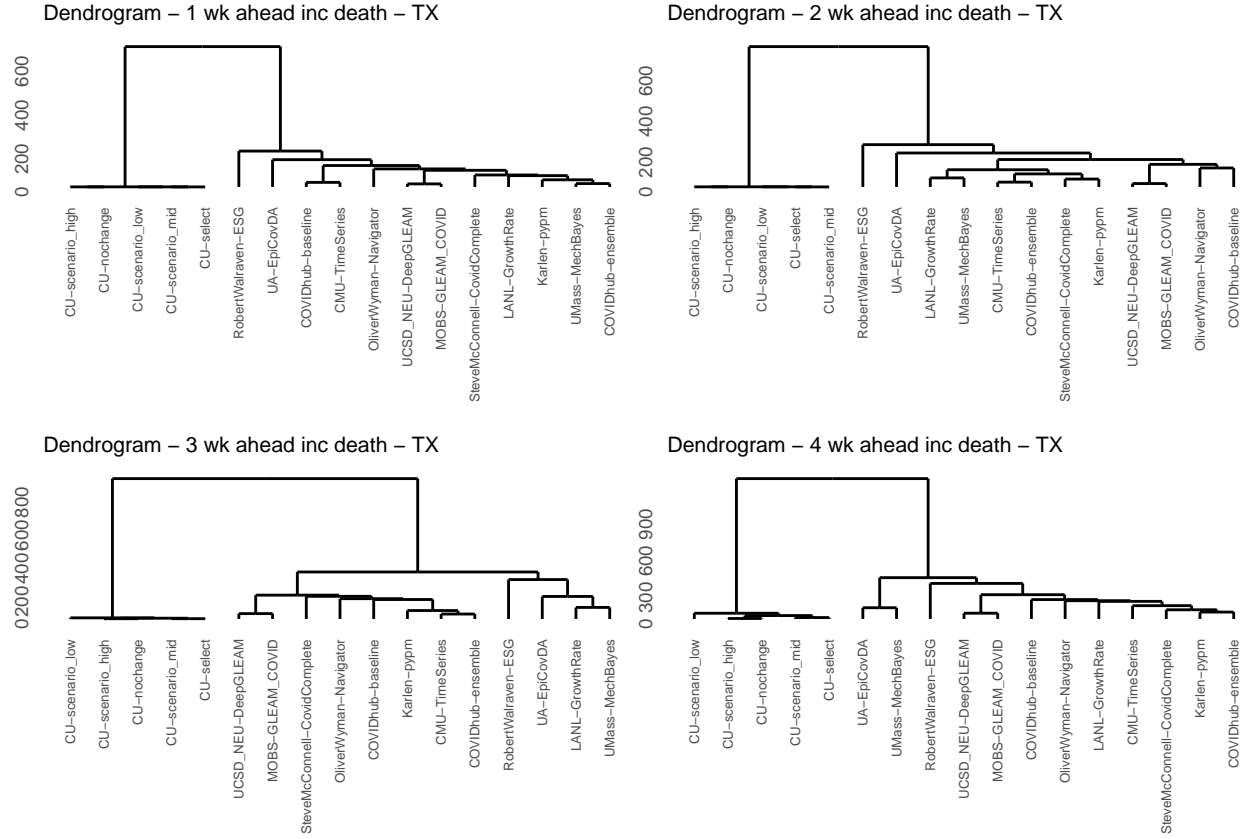 Dendrogram − 1 wk ahead inc death − TX
0 200 400 600
CU−scenario_high
CU−nochange
CU−scenario_low
CU−scenario_mid
CU−select
RobertWalraven−ESG
UA−EpiCovDA
COVIDhub−baseline
CMU−TimeSeries
OliverWyman−Navigator
UCSD_NEU−DeepGLEAM
MOBS−GLEAM_COVID
SteveMcConnell−CovidComplete
LANL−GrowthRate
Karlen−pypm
UMass−MechBayes
COVIDhub−ensemble
Dendrogram − 2 wk ahead inc death − TX
0 200 400 600
CU−scenario_high
CU−nochange
CU−scenario_low
CU−select
CU−scenario_mid
RobertWalraven−ESG
UA−EpiCovDA
LANL−GrowthRate
UMass−MechBayes
CMU−TimeSeries
COVIDhub−ensemble
SteveMcConnell−CovidComplete
Karlen−pypm
UCSD_NEU−DeepGLEAM
MOBS−GLEAM_COVID
OliverWyman−Navigator
COVIDhub−baseline
Dendrogram − 3 wk ahead inc death − TX
0 200 400 600 800
CU−scenario_low
CU−scenario_high
CU−nochange
CU−scenario_mid
CU−select
UCSD_NEU−DeepGLEAM
MOBS−GLEAM_COVID
SteveMcConnell−CovidComplete
OliverWyman−Navigator
COVIDhub−baseline
Karlen−pypm
CMU−TimeSeries
COVIDhub−ensemble
RobertWalraven−ESG
UA−EpiCovDA
LANL−GrowthRate
UMass−MechBayes
Dendrogram − 4 wk ahead inc death − TX
0 300 600 900
CU−scenario_low
CU−scenario_high
CU−nochange
CU−scenario_mid
CU−select
UA−EpiCovDA
UMass−MechBayes
RobertWalraven−ESG
UCSD_NEU−DeepGLEAM
MOBS−GLEAM_COVID
COVIDhub−baseline
OliverWyman−Navigator
LANL−GrowthRate
CMU−TimeSeries
SteveMcConnell−CovidComplete
Karlen−pypm
COVIDhub−ensemble